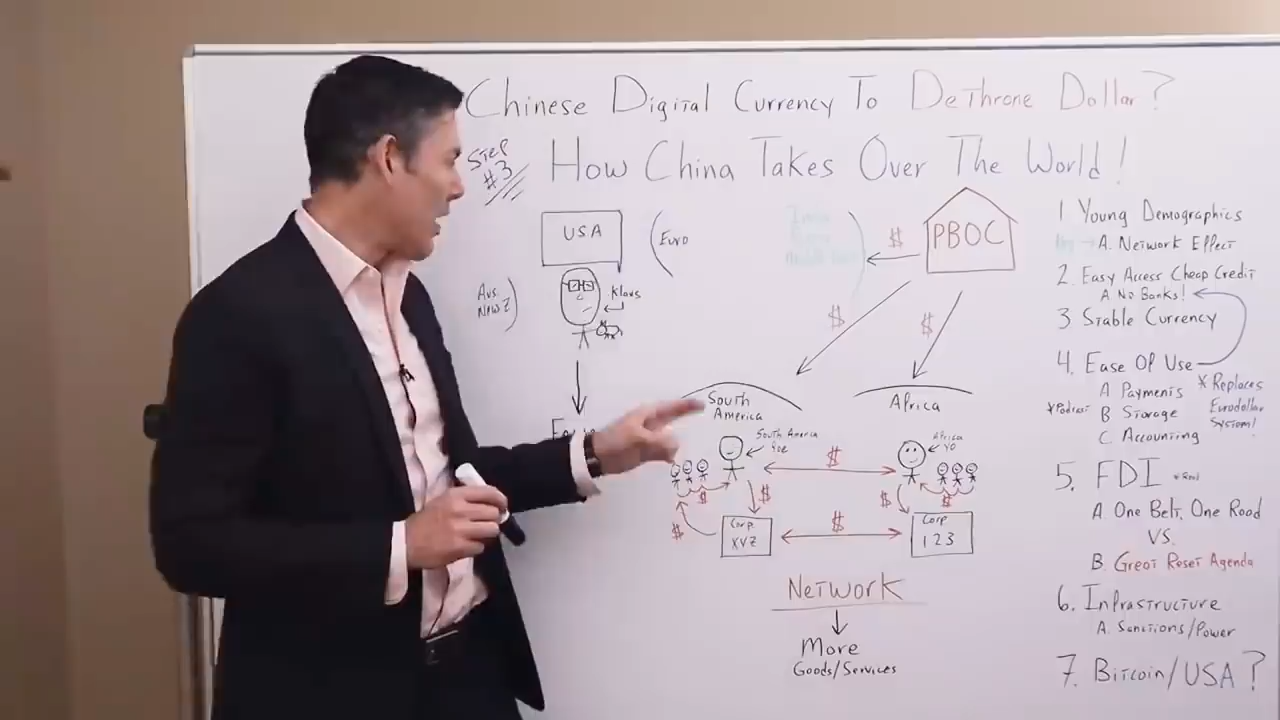 Chinese Digital Currency To DeThrone Dollar?
Step #3
How China Takes Over The World!
USA
(Euro
Aus.
New Z)
Klaus
PBOC
$
$
$
South
America
Africa
South America
Joe
Africa
Yo
$
$
$
$
$
$
$
Corp.
XYZ
Corp
123
Network
More
Goods/Services
1 Young Demographics
A. Network Effect
2. Easy Access Cheap Credit
A No Banks!
3 Stable Currency
4. Ease Of Use
A Payments
*Replaces
Eurodollar
System!
*Podcast
B Storage
C. Accounting
5. FDI
A One Belt, One Road
VS.
B. Great Reset Agenda
6. Infrastructure
A. Sanctions/Power
7. Bitcoin/USA?